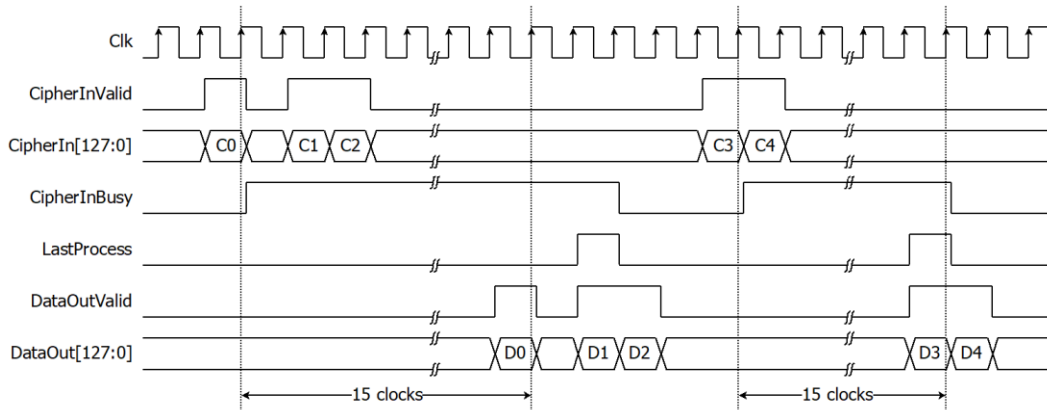 Clk
CipherInValid
CipherIn[127:0] C0 C1 C2 C3 C4
CipherInBusy
LastProcess
DataOutValid
DataOut[127:0] D0 D1 D2 D3 D4
15 clocks 15 clocks